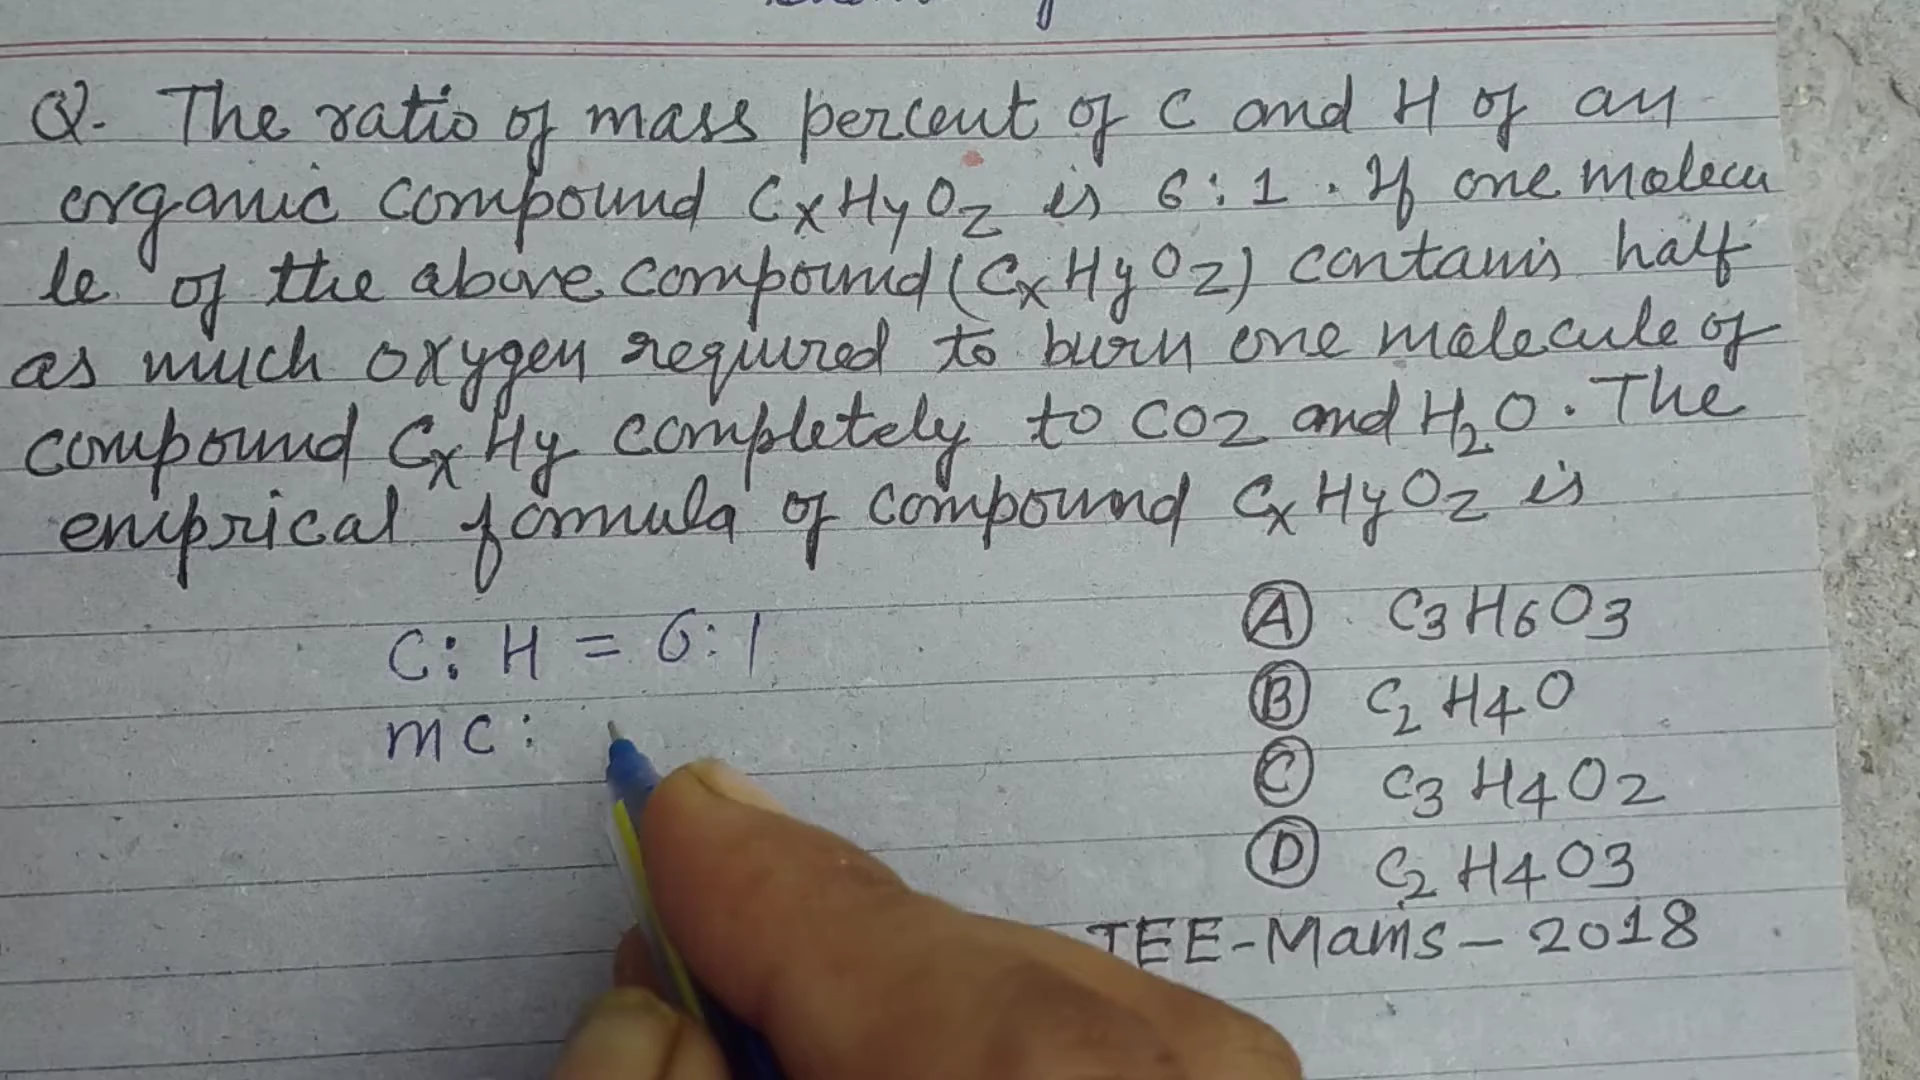 Q. The ratio of mass percent of C and H of an
organic compound CxHyOz is 6:1. If one molecu
le of the above compound (CxHyOz) contains half
as much oxygen required to burn one molecule of
compound CxHy completely to CO2 and H2O. The
emprical formula of compound CxHyOz is
C: H = 6:1
mc:
A C3H6O3
B C2H4O
C C3H4O2
D C2H4O3
JEE-Mains-2018